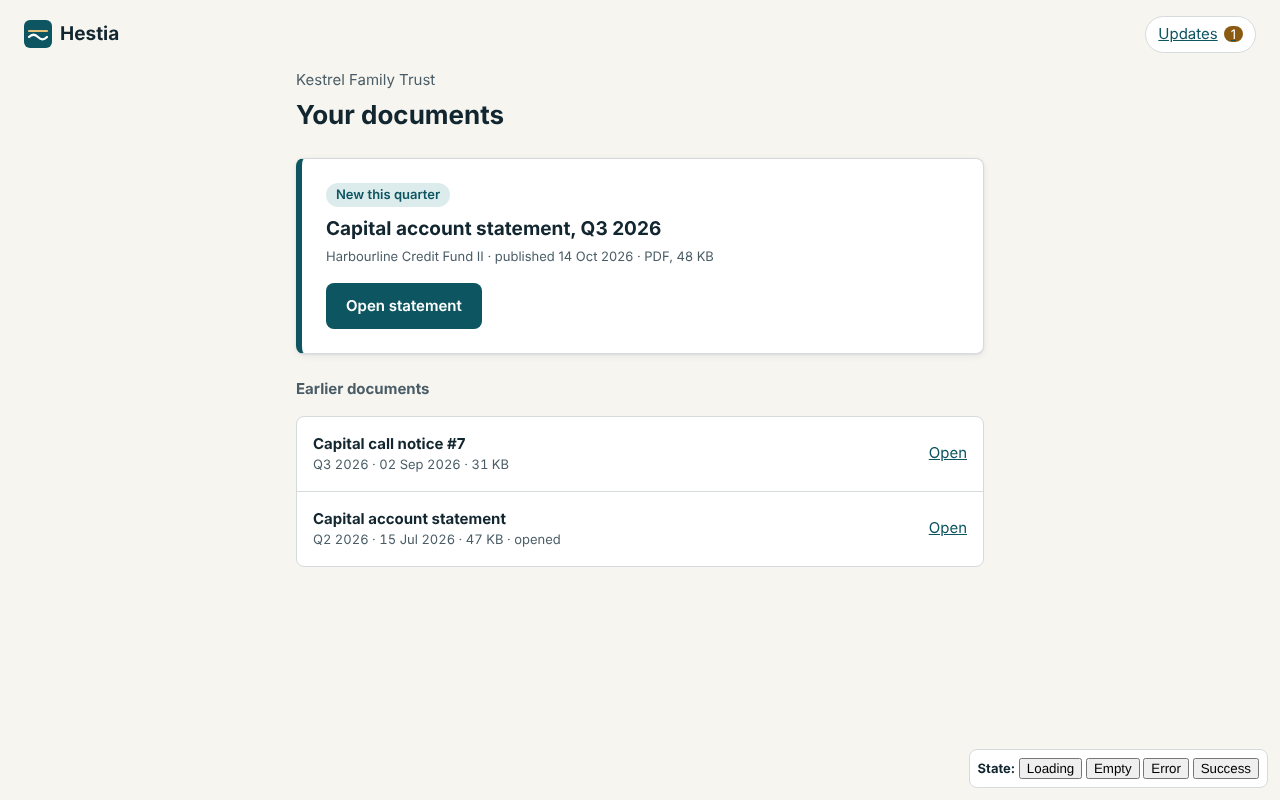 Hestia
Updates 1
Kestrel Family Trust
Your documents
New this quarter
Capital account statement, Q3 2026
Harbourline Credit Fund II · published 14 Oct 2026 · PDF, 48 KB
Open statement
Earlier documents
Capital call notice #7
Q3 2026 · 02 Sep 2026 · 31 KB
Open
Capital account statement
Q2 2026 · 15 Jul 2026 · 47 KB · opened
Open
State: Loading Empty Error Success